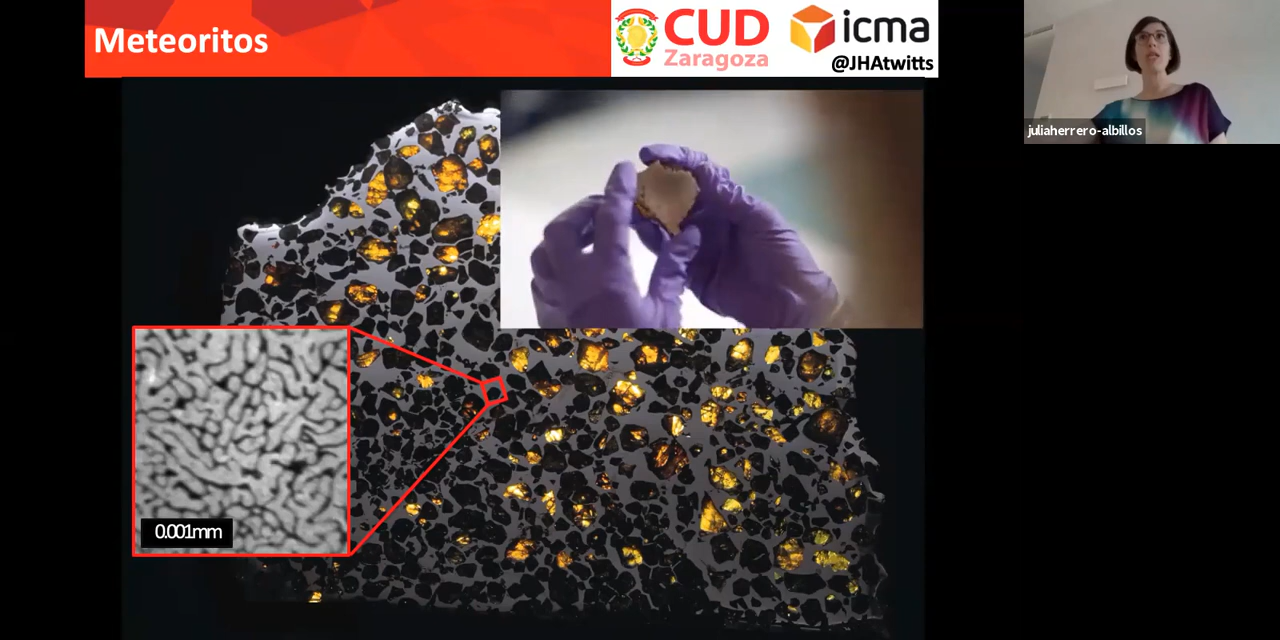 Meteoritos
CUD
Zaragoza
icma
@JHAtwitts
juliaherrero-albillos
0.001mm